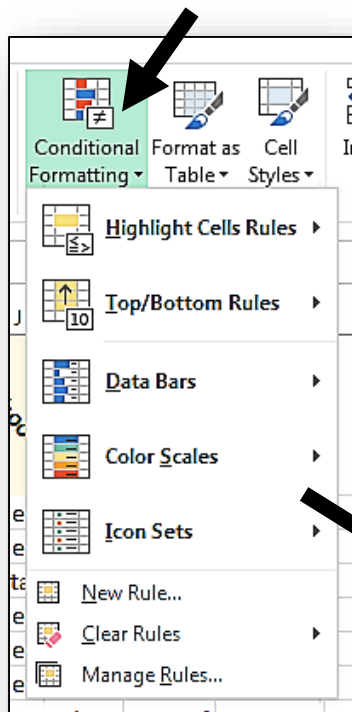 Conditional Format as Cell
Formatting Table Styles
Highlight Cells Rules
10
Top/Bottom Rules
J
Data Bars
Color Scales
Icon Sets
e
e
New Rule...
e
Clear Rules
e
Manage Rules...
e